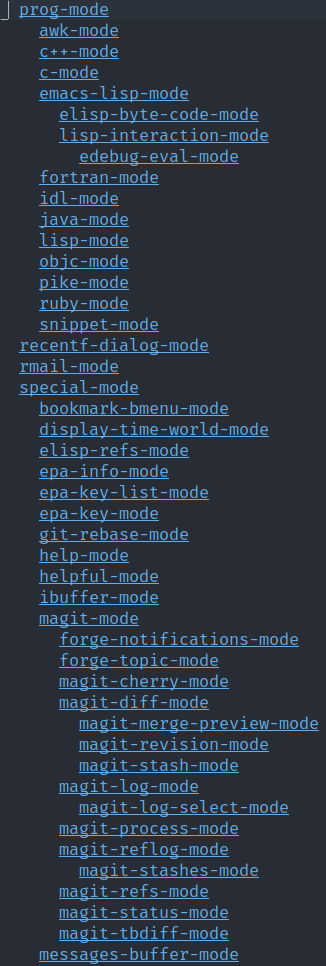 prog-mode
awk-mode
c++-mode
c-mode
emacs-lisp-mode
elisp-byte-code-mode
lisp-interaction-mode
edebug-eval-mode
fortran-mode
idl-mode
java-mode
lisp-mode
objc-mode
pike-mode
ruby-mode
snippet-mode
recentf-dialog-mode
rmail-mode
special-mode
bookmark-bmenu-mode
display-time-world-mode
elisp-refs-mode
epa-info-mode
epa-key-list-mode
epa-key-mode
git-rebase-mode
help-mode
helpful-mode
ibuffer-mode
magit-mode
forge-notifications-mode
forge-topic-mode
magit-cherry-mode
magit-diff-mode
magit-merge-preview-mode
magit-revision-mode
magit-stash-mode
magit-log-mode
magit-log-select-mode
magit-process-mode
magit-reflog-mode
magit-stashes-mode
magit-refs-mode
magit-status-mode
magit-tbdiff-mode
messages-buffer-mode